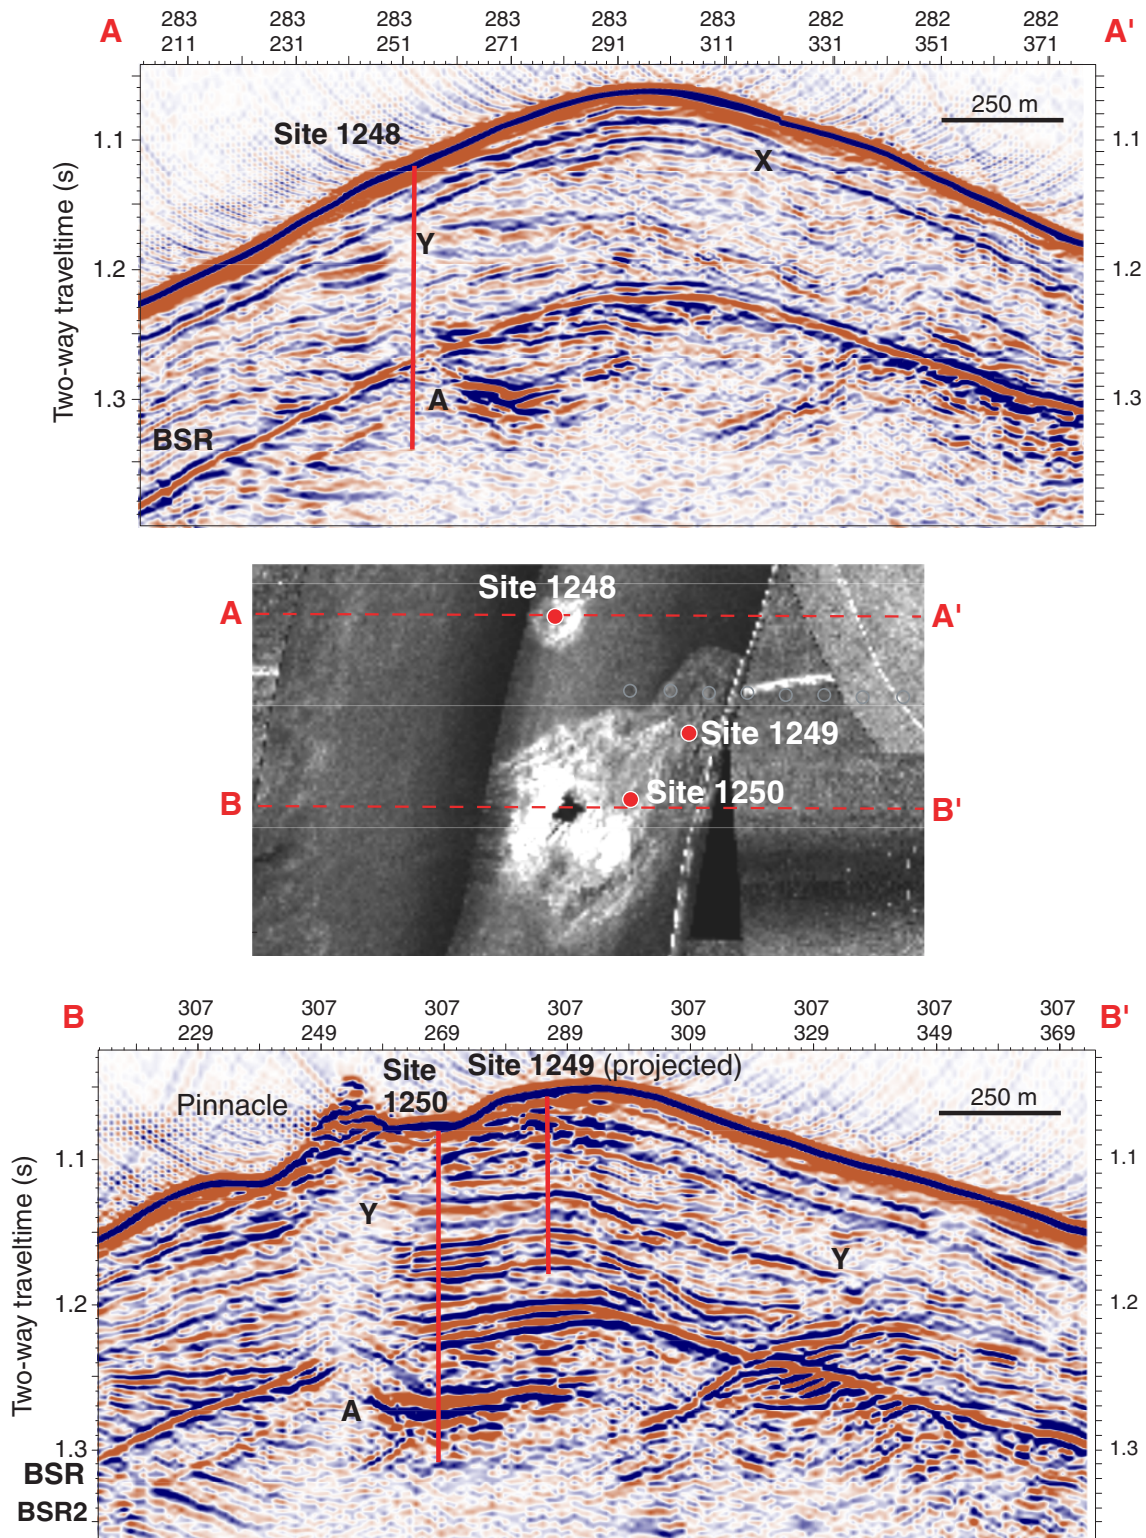 A 283 283 283 283 283 283 282 282 282 A'
211 231 251 271 291 311 331 351 371
250 m
Site 1248
1.1 X 1.1
Y
1.2 1.2
Two-way traveltime (s)
1.3 A 1.3
BSR
Site 1248
A A'
Site 1249
B Site 1250 B'
B 307 307 307 307 307 307 307 307 B'
229 249 269 289 309 329 349 369
Site 1249 (projected)
Site
1250
Pinnacle 250 m
1.1 1.1
Y
Y
1.2 1.2
Two-way traveltime (s)
A
1.3 1.3
BSR
BSR2